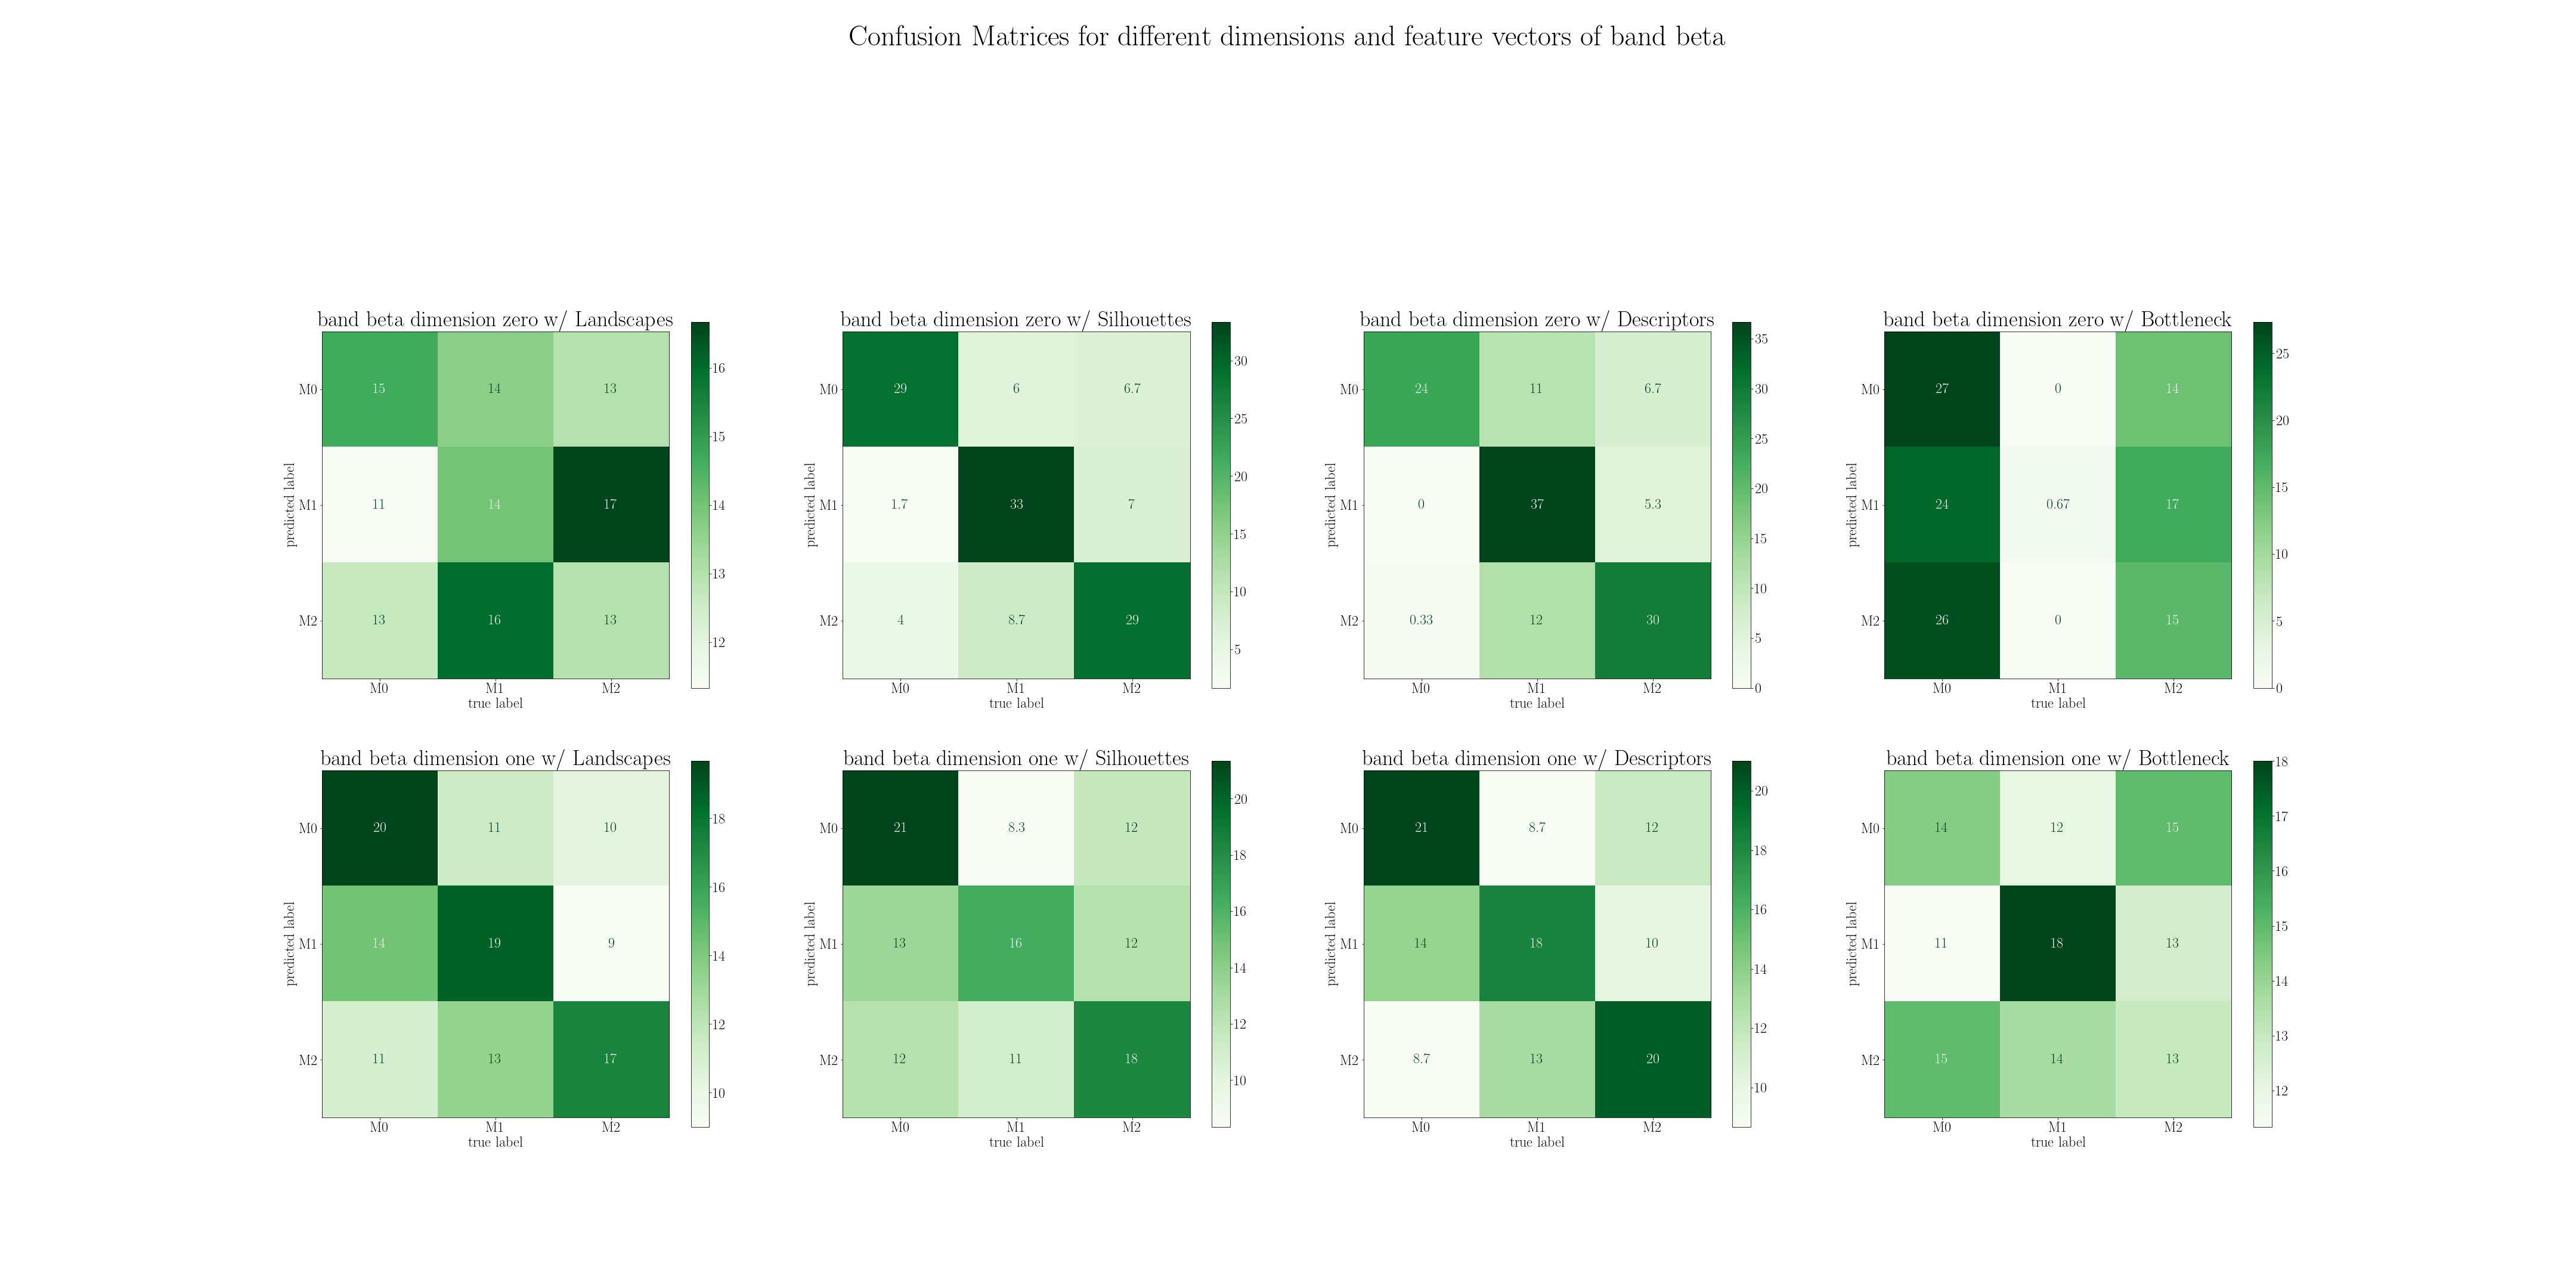 Confusion Matrices for different dimensions and feature vectors of band beta
band beta dimension zero w/ Landscapes
M0 15 14 13
M1 11 14 17
M2 13 16 13
M0 M1 M2
true label
predicted label
16
15
14
13
12
band beta dimension zero w/ Silhouettes
M0 29 6 6.7
M1 1.7 33 7
M2 4 8.7 29
M0 M1 M2
true label
predicted label
30
25
20
15
10
5
band beta dimension zero w/ Descriptors
M0 24 11 6.7
M1 0 37 5.3
M2 0.33 12 30
M0 M1 M2
true label
predicted label
35
30
25
20
15
10
5
0
band beta dimension zero w/ Bottleneck
M0 27 0 14
M1 24 0.67 17
M2 26 0 15
M0 M1 M2
true label
predicted label
25
20
15
10
5
0
band beta dimension one w/ Landscapes
M0 20 11 10
M1 14 19 9
M2 11 13 17
M0 M1 M2
true label
predicted label
18
16
14
12
10
band beta dimension one w/ Silhouettes
M0 21 8.3 12
M1 13 16 12
M2 12 11 18
M0 M1 M2
true label
predicted label
20
18
16
14
12
10
band beta dimension one w/ Descriptors
M0 21 8.7 12
M1 14 18 10
M2 8.7 13 20
M0 M1 M2
true label
predicted label
20
18
16
14
12
10
band beta dimension one w/ Bottleneck
M0 14 12 15
M1 11 18 13
M2 15 14 13
M0 M1 M2
true label
predicted label
18
17
16
15
14
13
12